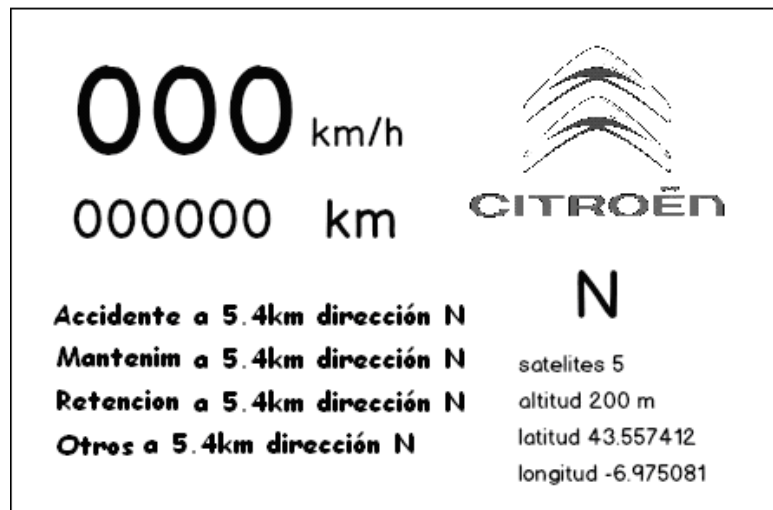 000 km/h
000000 km
CITROËN
Accidente a 5.4km dirección N
Mantenim a 5.4km dirección N
Retencion a 5.4km dirección N
Otros a 5.4km dirección N
N
satelites 5
altitud 200 m
latitud 43.557412
longitud -6.975081